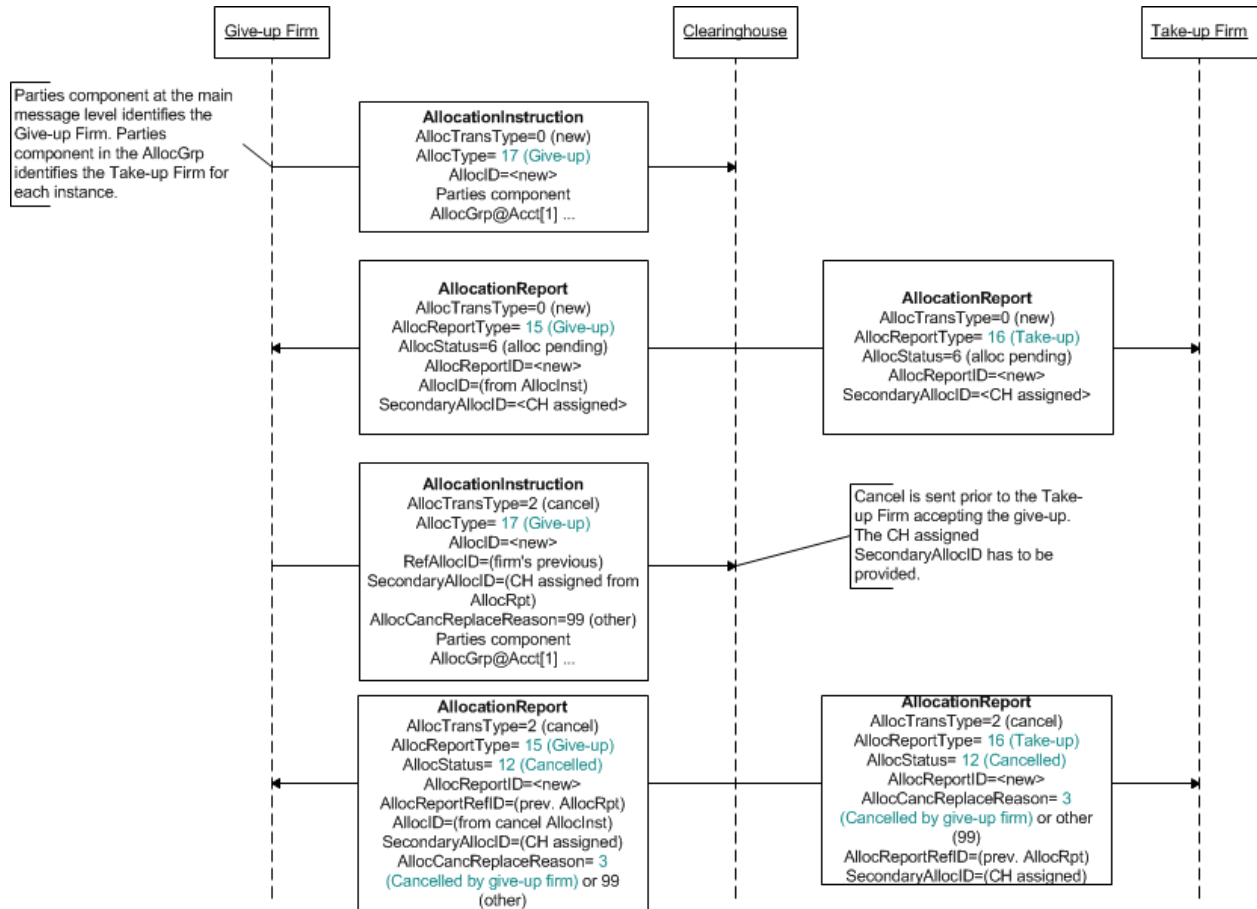 Give-up Firm
Clearinghouse
Take-up Firm
Parties component at the main
message level identifies the
Give-up Firm. Parties
component in the AllocGrp
identifies the Take-up Firm for
each instance.
AllocationInstruction
AllocTransType=0 (new)
AllocType= 17 (Give-up)
AllocID=<new>
Parties component
AllocGrp@Acct[1] ...
AllocationReport
AllocTransType=0 (new)
AllocReportType= 15 (Give-up)
AllocStatus=6 (alloc pending)
AllocReportID=<new>
AllocID=(from AllocInst)
SecondaryAllocID=<CH assigned>
AllocationReport
AllocTransType=0 (new)
AllocReportType= 16 (Take-up)
AllocStatus=6 (alloc pending)
AllocReportID=<new>
SecondaryAllocID=<CH assigned>
AllocationInstruction
AllocTransType=2 (cancel)
AllocType= 17 (Give-up)
AllocID=<new>
RefAllocID=(firm's previous)
SecondaryAllocID=(CH assigned from
AllocRpt)
AllocCancReplaceReason=99 (other)
Parties component
AllocGrp@Acct[1] ...
Cancel is sent prior to the Take-
up Firm accepting the give-up.
The CH assigned
SecondaryAllocID has to be
provided.
AllocationReport
AllocTransType=2 (cancel)
AllocReportType= 15 (Give-up)
AllocStatus= 12 (Cancelled)
AllocReportID=<new>
AllocReportRefID=(prev. AllocRpt)
AllocID=(from cancel AllocInst)
SecondaryAllocID=(CH assigned)
AllocCancReplaceReason= 3
(Cancelled by give-up firm) or 99
(other)
AllocationReport
AllocTransType=2 (cancel)
AllocReportType= 16 (Take-up)
AllocStatus= 12 (Cancelled)
AllocReportID=<new>
AllocCancReplaceReason= 3
(Cancelled by give-up firm) or other
(99)
AllocReportRefID=(prev. AllocRpt)
SecondaryAllocID=(CH assigned)